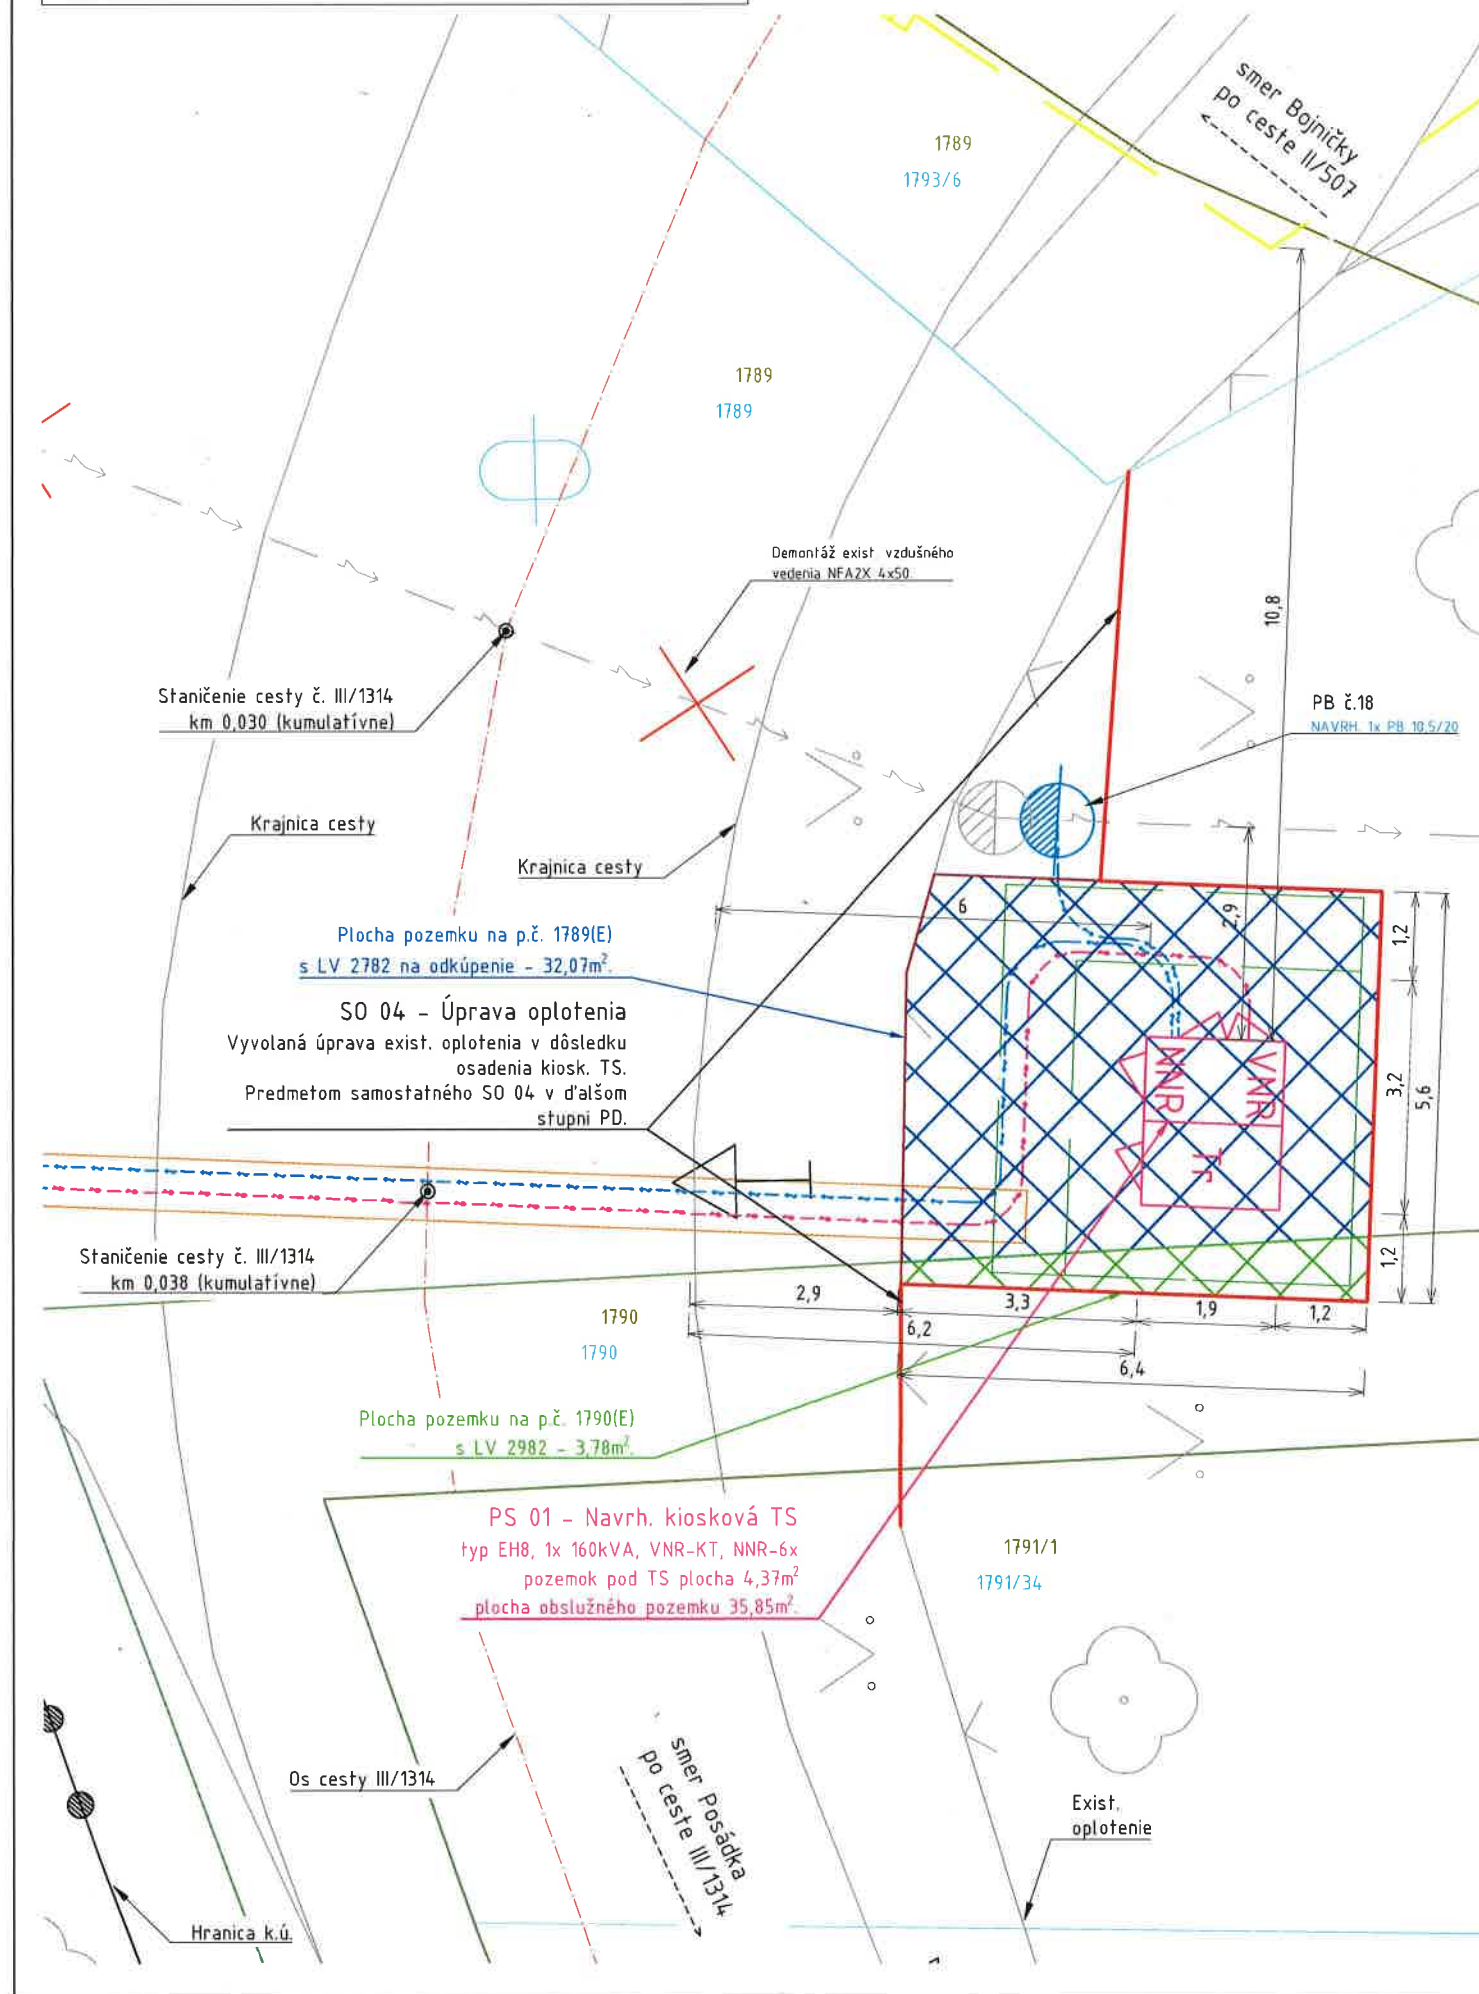 smer Bojničky
po ceste II/507
1789
1793/6
1789
1789
Demontáž exist vzdušného
vedenia NFA2X 4x50.
10,8
Staničenie cesty č. III/1314
km 0,030 (kumulatívne)
PB č.18
NAVRH. 1x PB 10,5/20
Krajnica cesty
Krajnica cesty
6
2,9
1,2
Plocha pozemku na p.č. 1789(E)
s LV 2782 na odkúpenie - 32,07m².
SO 04 - Úprava oplotenia
Vyvolaná úprava exist. oplotenia v dôsledku
osadenia kiosk. TS.
Predmetom samostatného SO 04 v ďalšom
stupni PD.
NNR
VNR
Tr
3,2
5,6
1,2
Staničenie cesty č. III/1314
km 0,038 (kumulatívne)
2,9
3,3
1,9
1,2
6,2
6,4
1790
1790
Plocha pozemku na p.č. 1790(E)
s LV 2982 - 3,78m².
PS 01 - Navrh. kiosková TS
typ EH8, 1x 160kVA, VNR-KT, NNR-6x
pozemok pod TS plocha 4,37m²
plocha obslužného pozemku 35,85m².
1791/1
1791/34
Os cesty III/1314
smer Posádka
po ceste III/1314
Exist.
oplotenie
Hranica k.ú.